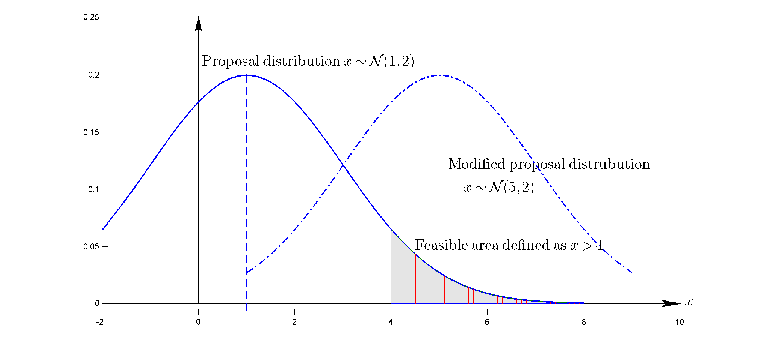 0.25
Proposal distribution x ~ N(1,2)
0.2
0.15
Modified proposal distrubution
x ~ N(5,2)
0.1
Feasible area defined as x > 4
0.05
0
x
-2 0 2 4 6 8 10